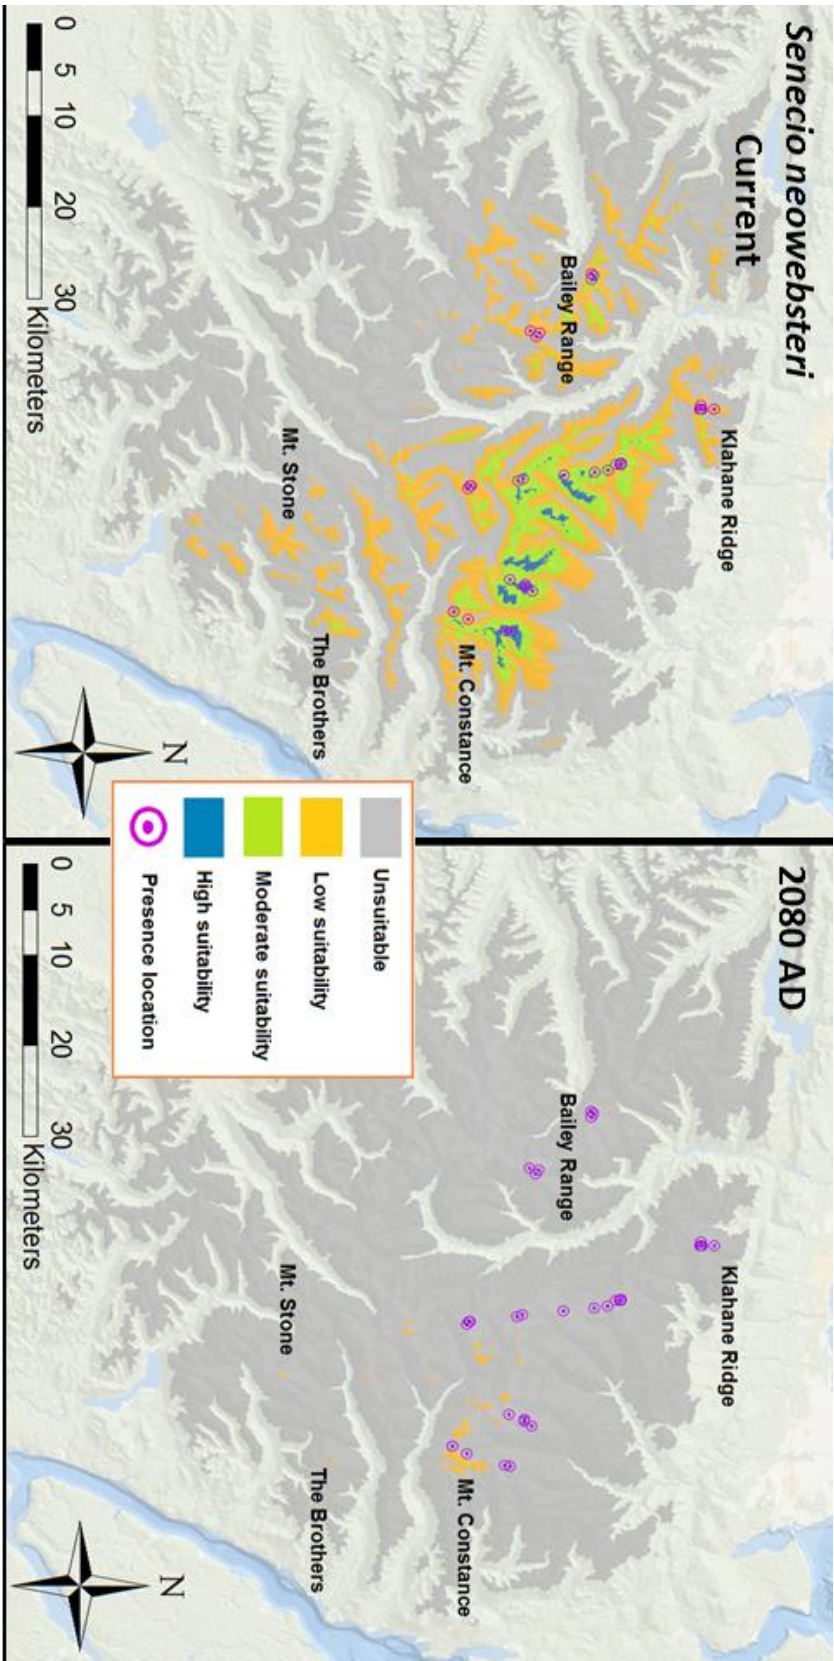 Senecio neowebsteri
Current
Klahane Ridge
Bailey Range
Mt. Constance
Mt. Stone
The Brothers
N
0 5 10 20 30
Kilometers
2080 AD
Klahane Ridge
Bailey Range
Mt. Constance
Mt. Stone
The Brothers
N
0 5 10 20 30
Kilometers
Unsuitable
Low suitability
Moderate suitability
High suitability
Presence location